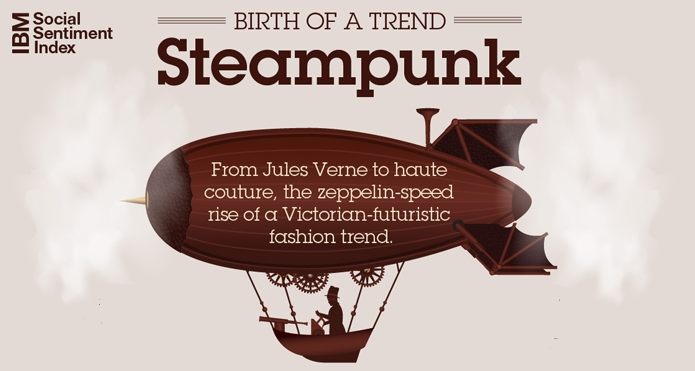 IBM
Social
Sentiment
Index
BIRTH OF A TREND
Steampunk
From Jules Verne to haute
couture, the zeppelin-speed
rise of a Victorian-futuristic
fashion trend.